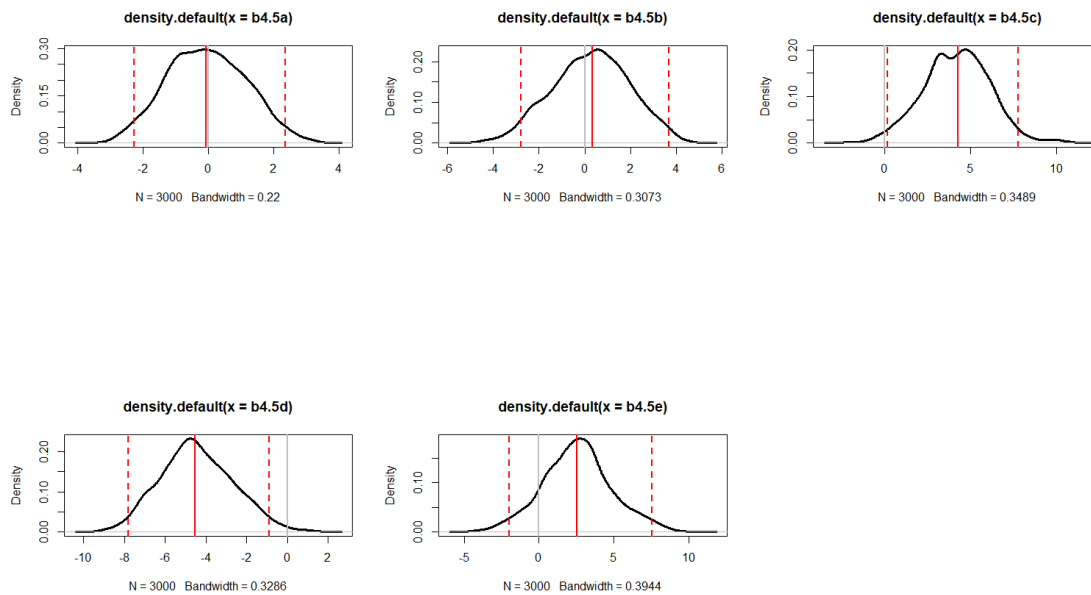 density.default(x = b4.5a)
Density
0.00 0.15 0.30
-4 -2 0 2 4
N = 3000 Bandwidth = 0.22
density.default(x = b4.5b)
Density
0.00 0.10 0.20
-6 -4 -2 0 2 4 6
N = 3000 Bandwidth = 0.3073
density.default(x = b4.5c)
Density
0.00 0.10 0.20
0 5 10
N = 3000 Bandwidth = 0.3489
density.default(x = b4.5d)
Density
0.00 0.10 0.20
-10 -8 -6 -4 -2 0 2
N = 3000 Bandwidth = 0.3286
density.default(x = b4.5e)
Density
0.00 0.10
-5 0 5 10
N = 3000 Bandwidth = 0.3944